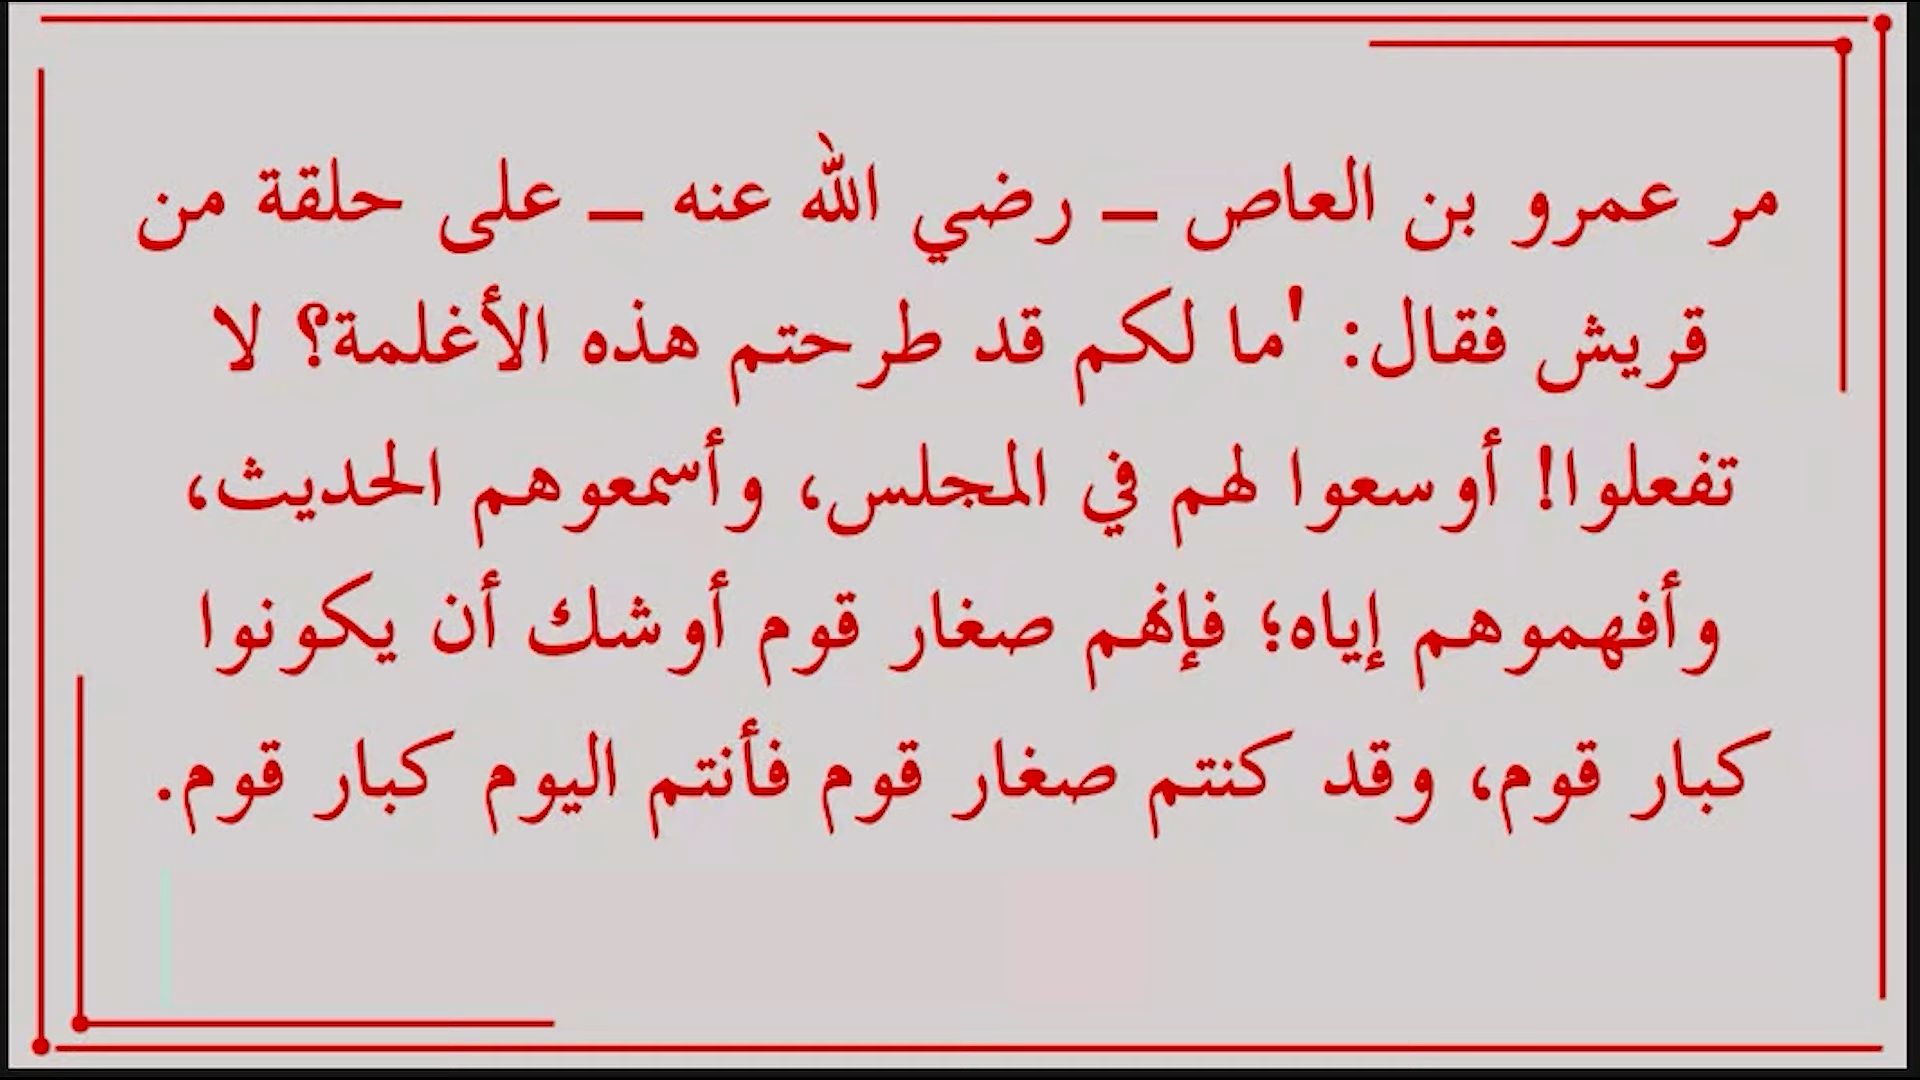 مر عمرو بن العاص – رضي الله عنه – على حلقة من
قريش فقال: 'ما لكم قد طرحتم هذه الأغلمة؟ لا
تفعلوا! أوسعوا لهم في المجلس، وأسمعوهم الحديث،
وأفهموهم إياه؛ فإنهم صغار قوم أوشك أن يكونوا
كبار قوم، وقد كنتم صغار قوم فأنتم اليوم كبار قوم.